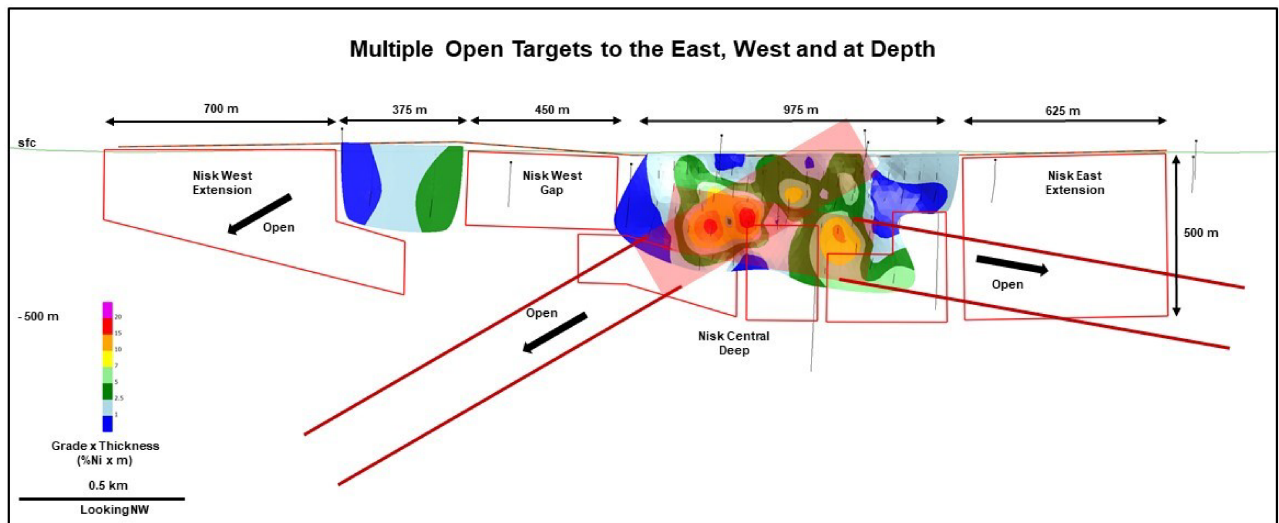 Multiple Open Targets to the East, West and at Depth
700 m
375 m
450 m
975 m
625 m
sfc
Nisk West
Extension
Open
Nisk West
Gap
Nisk East
Extension
500 m
Open
- 500 m
Open
Nisk Central
Deep
20
15
10
7
5
2.5
1
Grade x Thickness
(%Ni x m)
0.5 km
LookingNW